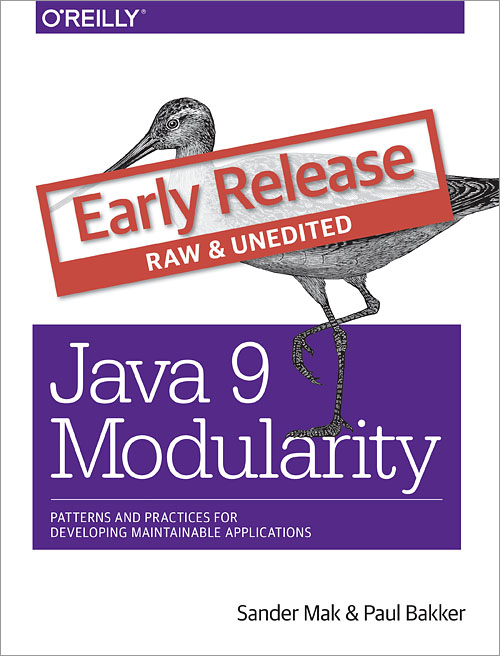 O'REILLY®
Early Release
RAW & UNEDITED
Java 9
Modularity
PATTERNS AND PRACTICES FOR
DEVELOPING MAINTAINABLE APPLICATIONS
Sander Mak & Paul Bakker